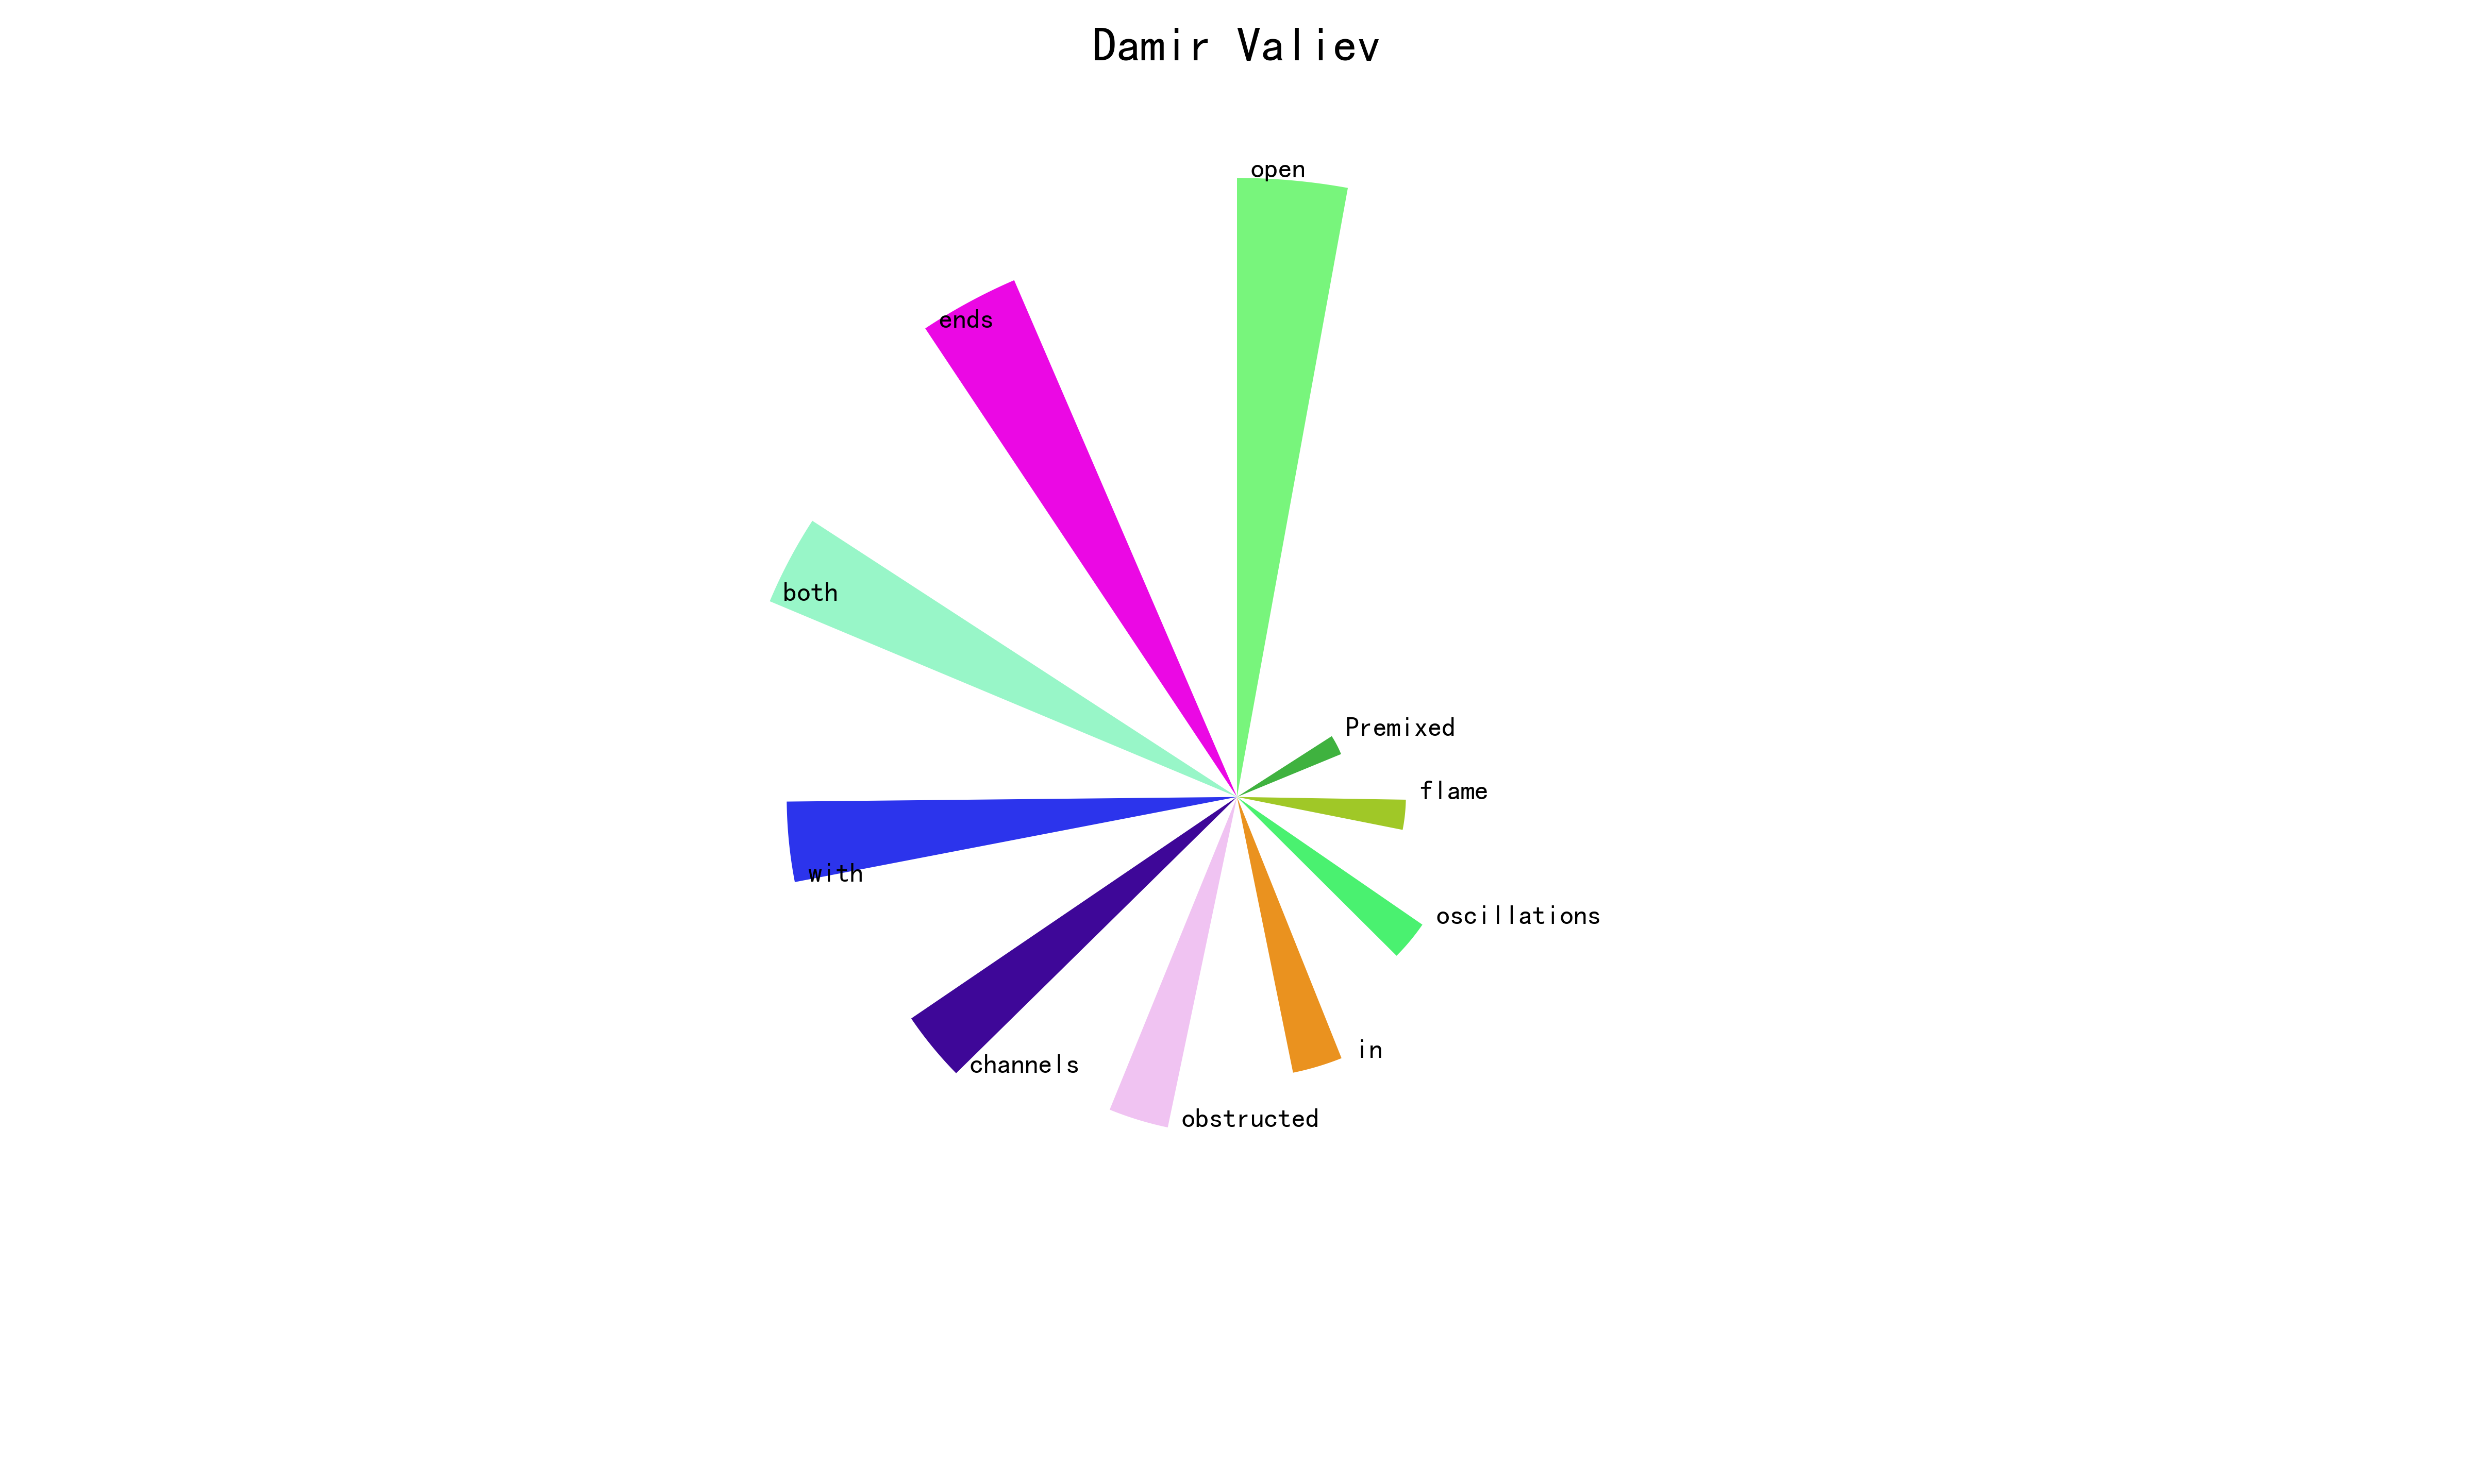 Damir Valiev
open
ends
both
Premixed
flame
with
oscillations
in
channels
obstructed